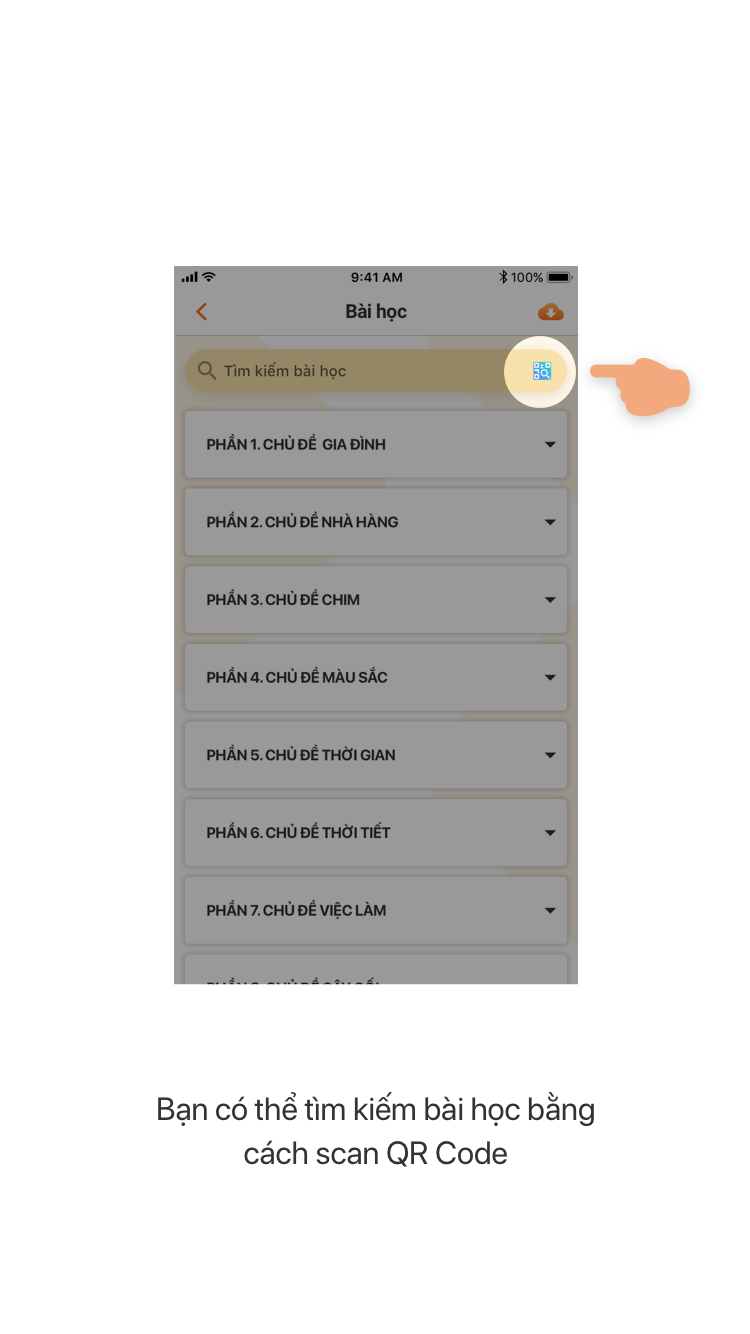 9:41 AM 100%
Bài học
Tìm kiếm bài học
PHẦN 1. CHỦ ĐỀ  GIA ĐÌNH
PHẦN 2. CHỦ ĐỀ NHÀ HÀNG
PHẦN 3. CHỦ ĐỀ CHIM
PHẦN 4. CHỦ ĐỀ MÀU SẮC
PHẦN 5. CHỦ ĐỀ THỜI GIAN
PHẦN 6. CHỦ ĐỀ THỜI TIẾT
PHẦN 7. CHỦ ĐỀ VIỆC LÀM
Bạn có thể tìm kiếm bài học bằng
cách scan QR Code